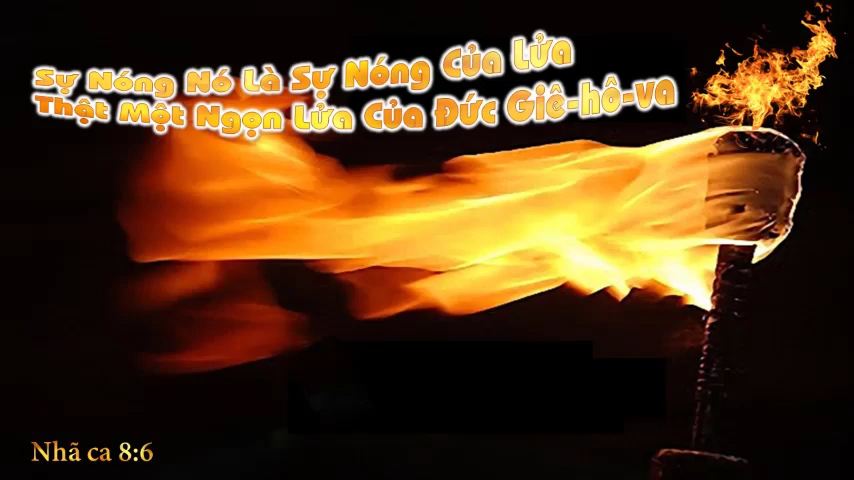 Sự Nóng Nó Là Sự Nóng Của Lửa
Thật Một Ngọn Lửa Của Đức Giê-hô-va
Nhã ca 8:6